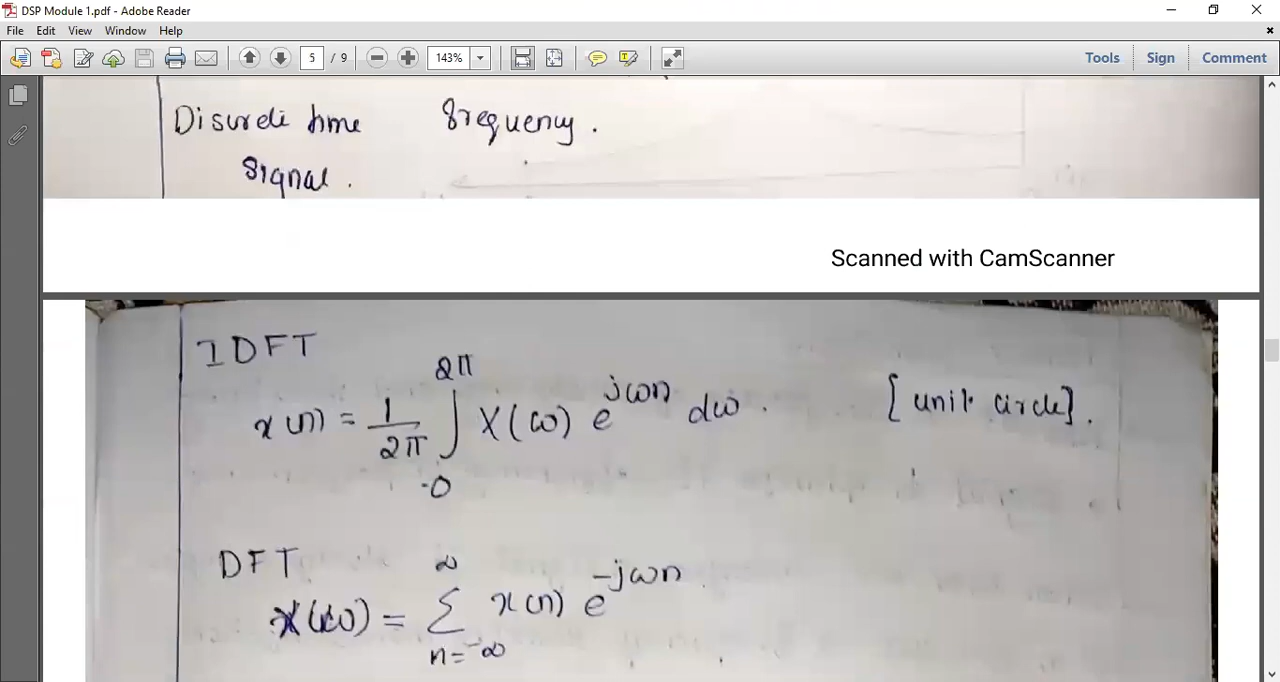 DSP Module 1.pdf - Adobe Reader
File Edit View Window Help
5 / 9 143% Tools Sign Comment
Discrete time frequency.
Signal.
Scanned with CamScanner
IDFT
x(n) = 1/2π ∫₀^2π X(ω) e^jωn dω. [unit circle].
DFT
X(ω) = Σ_{n=-∞}^{∞} x(n) e^-jωn